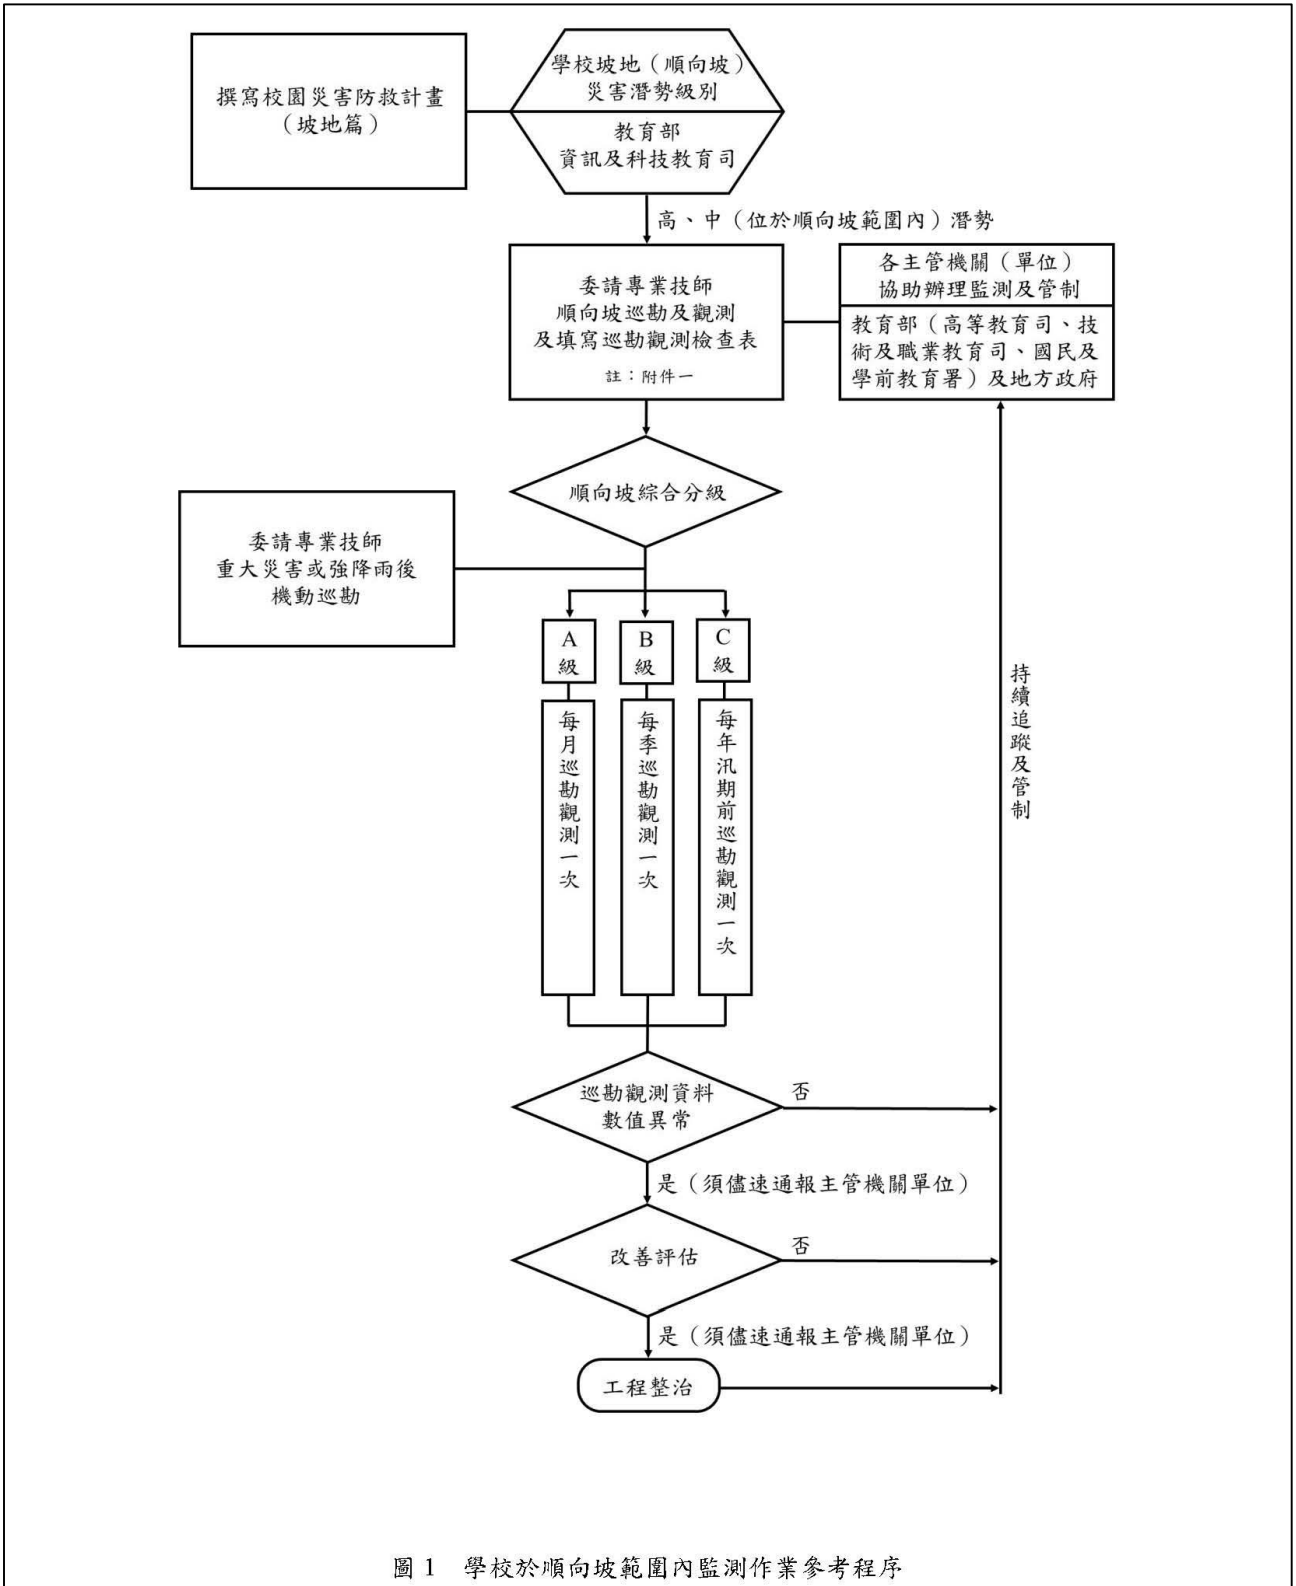 撰寫校園災害防救計畫
（坡地篇）
學校坡地（順向坡）
災害潛勢級別
教育部
資訊及科技教育司
高、中（位於順向坡範圍內）潛勢
委請專業技師
順向坡巡勘及觀測
及填寫巡勘觀測檢查表
註：附件一
各主管機關（單位）
協助辦理監測及管制
教育部（高等教育司、技
術及職業教育司、國民及
學前教育署）及地方政府
順向坡綜合分級
委請專業技師
重大災害或強降雨後
機動巡勘
A
級
B
級
C
級
每月巡勘觀測一次
每季巡勘觀測一次
每年汛期前巡勘觀測一次
持續追蹤及管制
巡勘觀測資料
數值異常
否
是（須儘速通報主管機關單位）
改善評估
否
是（須儘速通報主管機關單位）
工程整治
圖 1　學校於順向坡範圍內監測作業參考程序